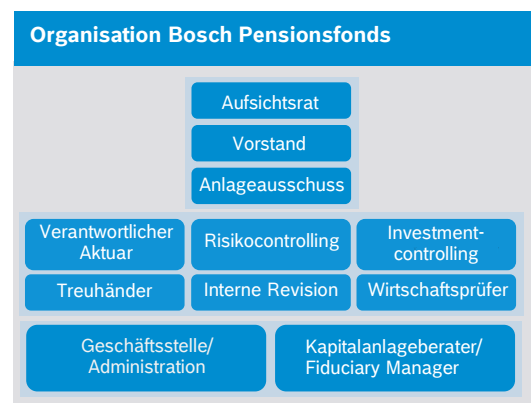 Organisation Bosch Pensionsfonds
Aufsichtsrat
Vorstand
Anlageausschuss
Verantwortlicher
Aktuar
Risikocontrolling
Investment-
controlling
Treuhänder
Interne Revision
Wirtschaftsprüfer
Geschäftsstelle/
Administration
Kapitalanlageberater/
Fiduciary Manager